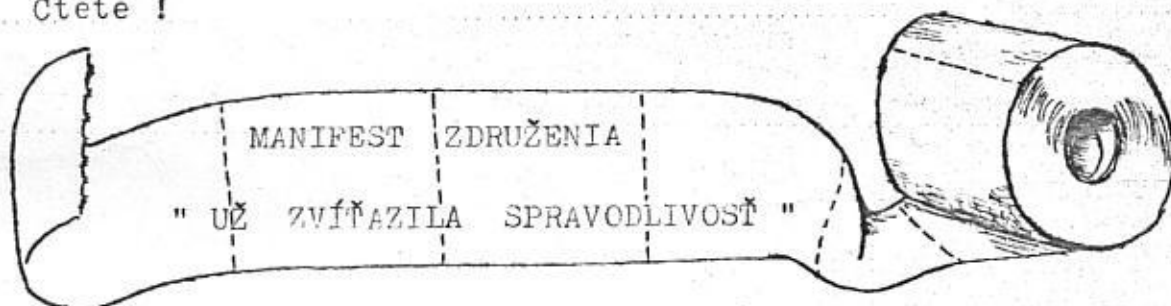 Čtete !
MANIFEST ZDRUŽENIA
" UŽ ZVÍŤAZILA SPRAVODLIVOSŤ "